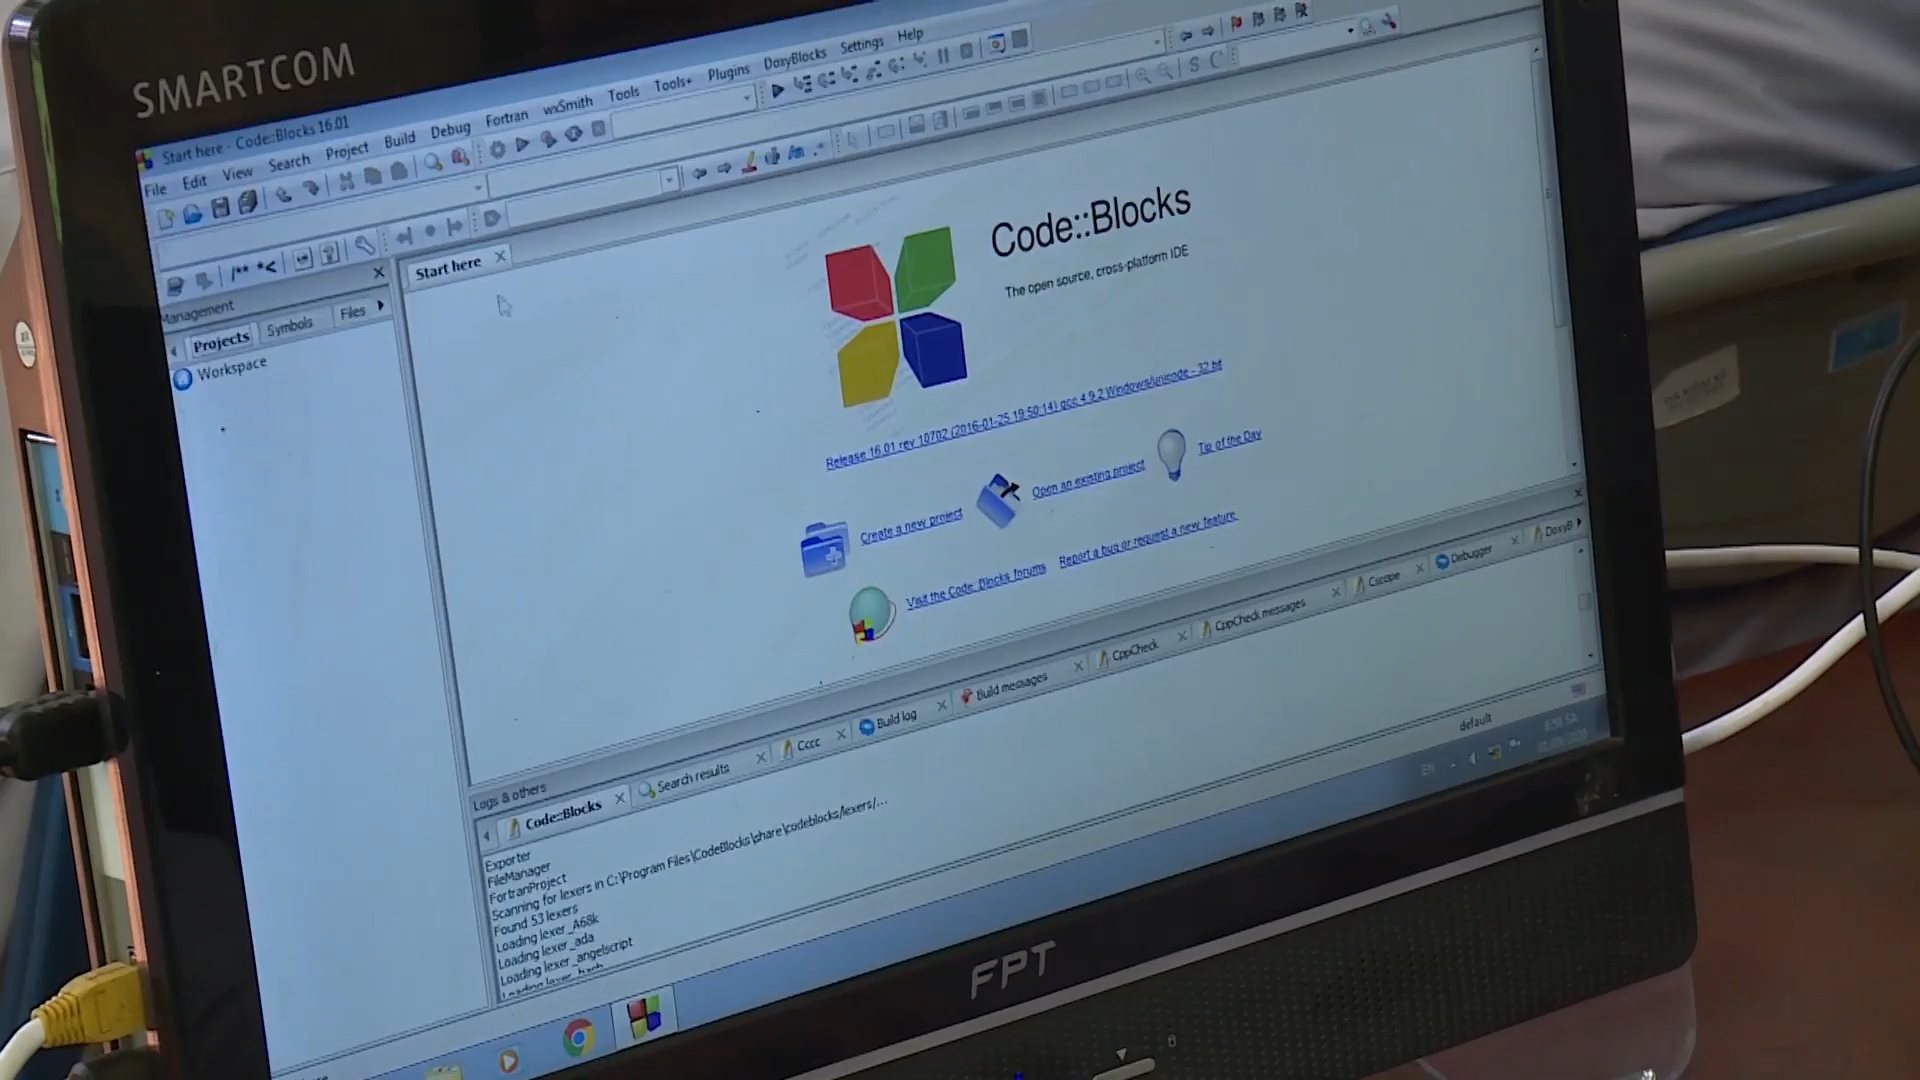 SMARTCOM
Start here - Code::Blocks 16.01
File Edit View Search Project Build Debug Fortran wxSmith Tools Tools+ Plugins DoxyBlocks Settings Help
/** *<
S C
Management
Projects Symbols Files
Workspace
Start here
Code::Blocks
The open source, cross-platform IDE
Release 16.01 rev 10702 (2016-01-25 19:50:14) gcc 4.9.2 Windows/unicode - 32 bit
Create a new project
Open an existing project
Tip of the Day
Visit the Code::Blocks forums
Report a bug or request a new feature
Logs & others
Code::Blocks Search results Cccc Build log Build messages CppCheck CppCheck messages Cscope Debugger DoxyB
Exporter
FileManager
FortranProject
Scanning for lexers in C:\Program Files\CodeBlocks\share\codeblocks/lexers/...
Found 53 lexers
Loading lexer_A68k
Loading lexer_ada
Loading lexer_angelscript
default
EN
6:56 SA
FPT